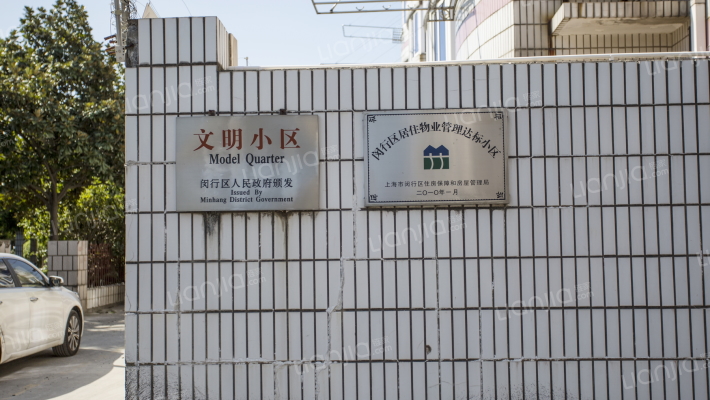 文明小区
Model Quarter
闵行区人民政府颁发
Issued By
Minhang District Government
闵行区居住物业管理达标小区
上海市闵行区住房保障和房屋管理局
二〇一〇年一月
lianjia